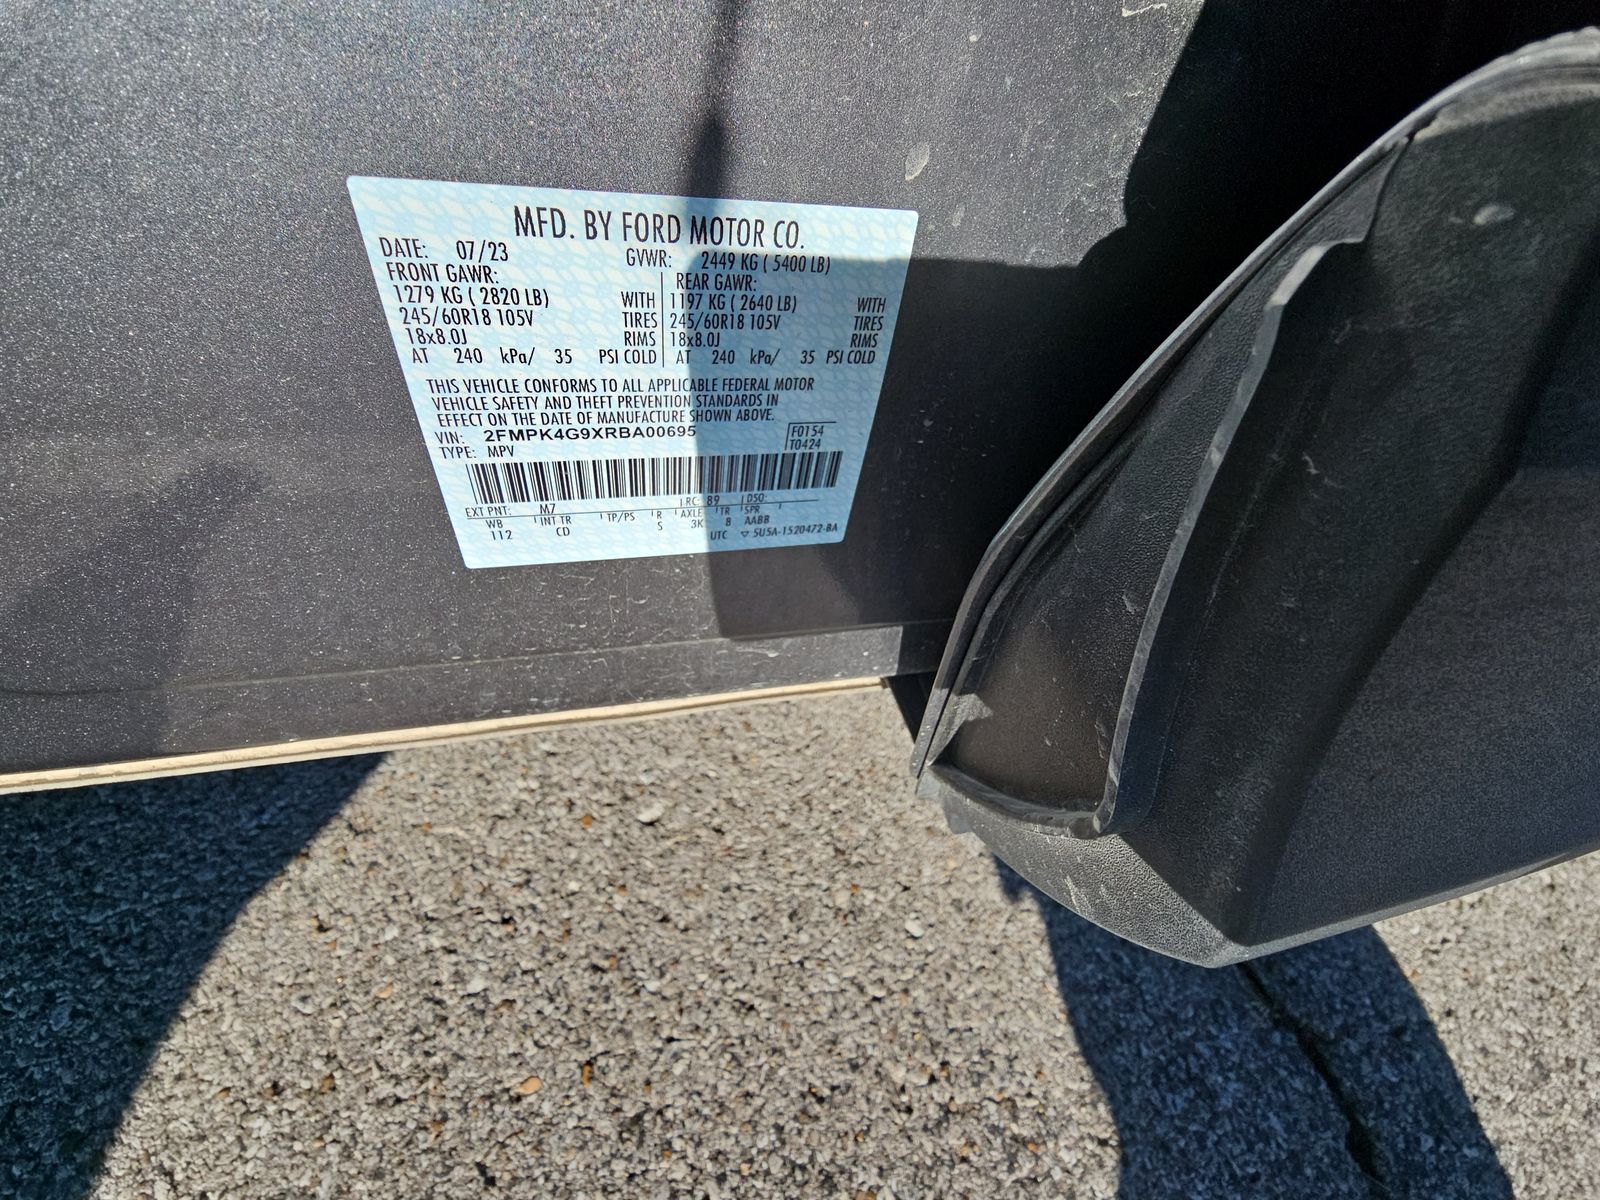 MFD. BY FORD MOTOR CO.
DATE: 07/23 GVWR: 2449 KG ( 5400 LB)
FRONT GAWR: REAR GAWR:
1279 KG ( 2820 LB) WITH 1197 KG ( 2640 LB) WITH
245/60R18 105V TIRES 245/60R18 105V TIRES
18x8.0J RIMS 18x8.0J RIMS
AT 240 kPa/ 35 PSI COLD AT 240 kPa/ 35 PSI COLD
THIS VEHICLE CONFORMS TO ALL APPLICABLE FEDERAL MOTOR
VEHICLE SAFETY AND THEFT PREVENTION STANDARDS IN
EFFECT ON THE DATE OF MANUFACTURE SHOWN ABOVE.
VIN: 2FMPK4G9XRBA00695 F0154
TYPE: MPV T0424
EXT PNT: M7 RC: 89 DSO:
WB INT TR TP/PS R AXLE TR SPR
112 CD S 3K 8 AABB
UTC ▽ 5U5A-1520472-BA